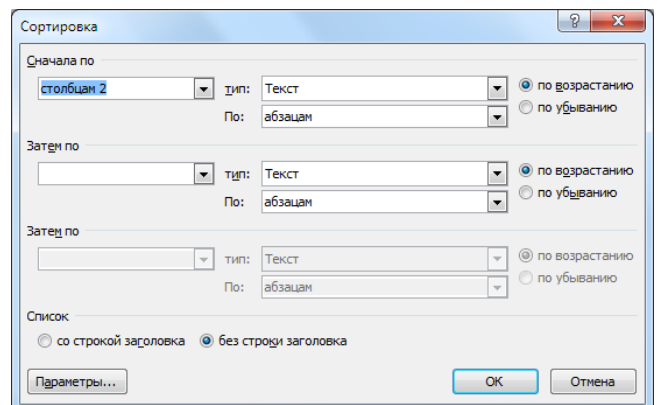 Сортировка
Сначала по
столбцам 2 тип: Текст по возрастанию
По: абзацам по убыванию
Затем по
тип: Текст по возрастанию
По: абзацам по убыванию
Затем по
тип: Текст по возрастанию
По: абзацам по убыванию
Список
со строкой заголовка без строки заголовка
Параметры... ОК Отмена